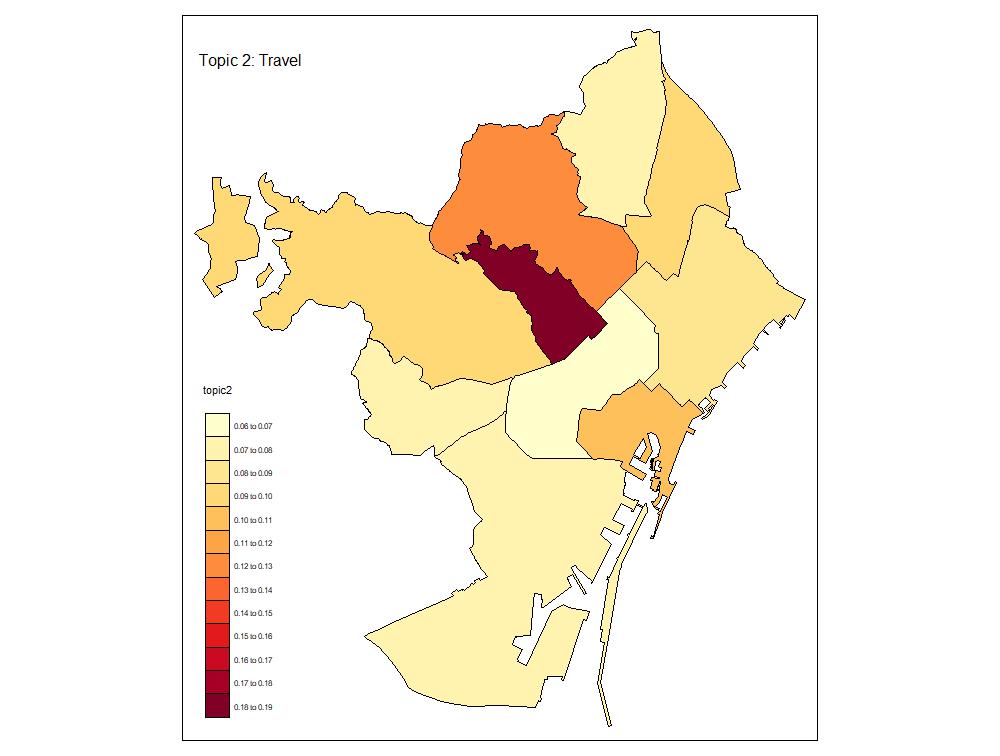 Topic 2: Travel
topic2
0.06 to 0.07
0.07 to 0.08
0.08 to 0.09
0.09 to 0.10
0.10 to 0.11
0.11 to 0.12
0.12 to 0.13
0.13 to 0.14
0.14 to 0.15
0.15 to 0.16
0.16 to 0.17
0.17 to 0.18
0.18 to 0.19